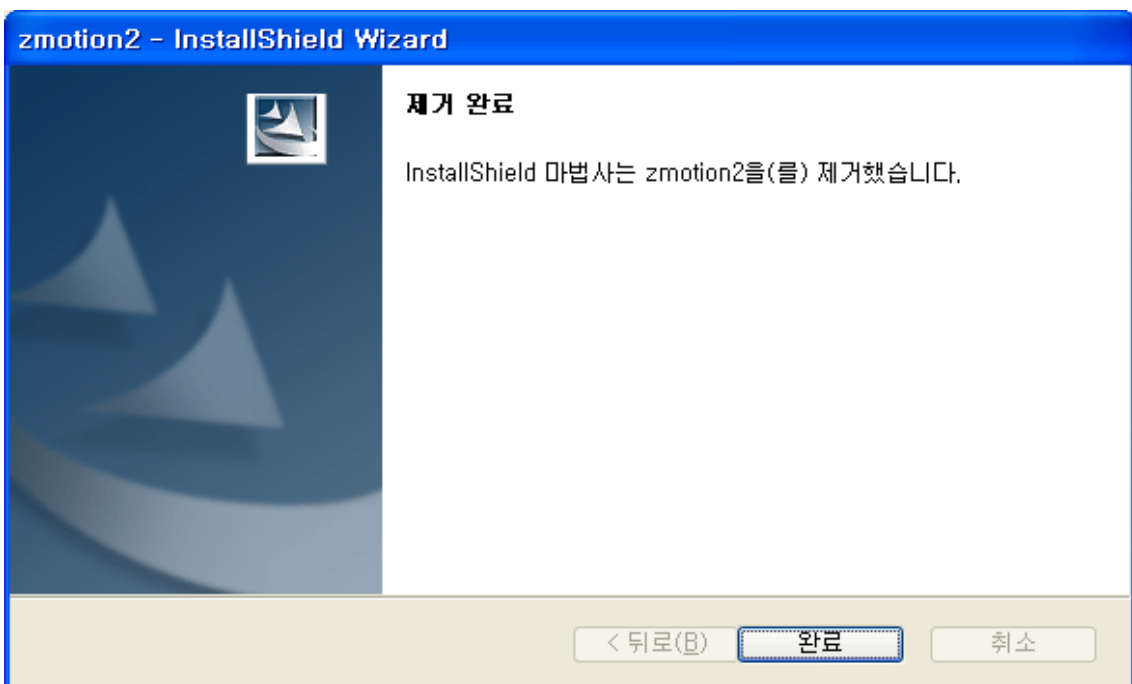 zmotion2 - InstallShield Wizard
제거 완료
InstallShield 마법사는 zmotion2을(를) 제거했습니다.
< 뒤로(B)
완료
취소